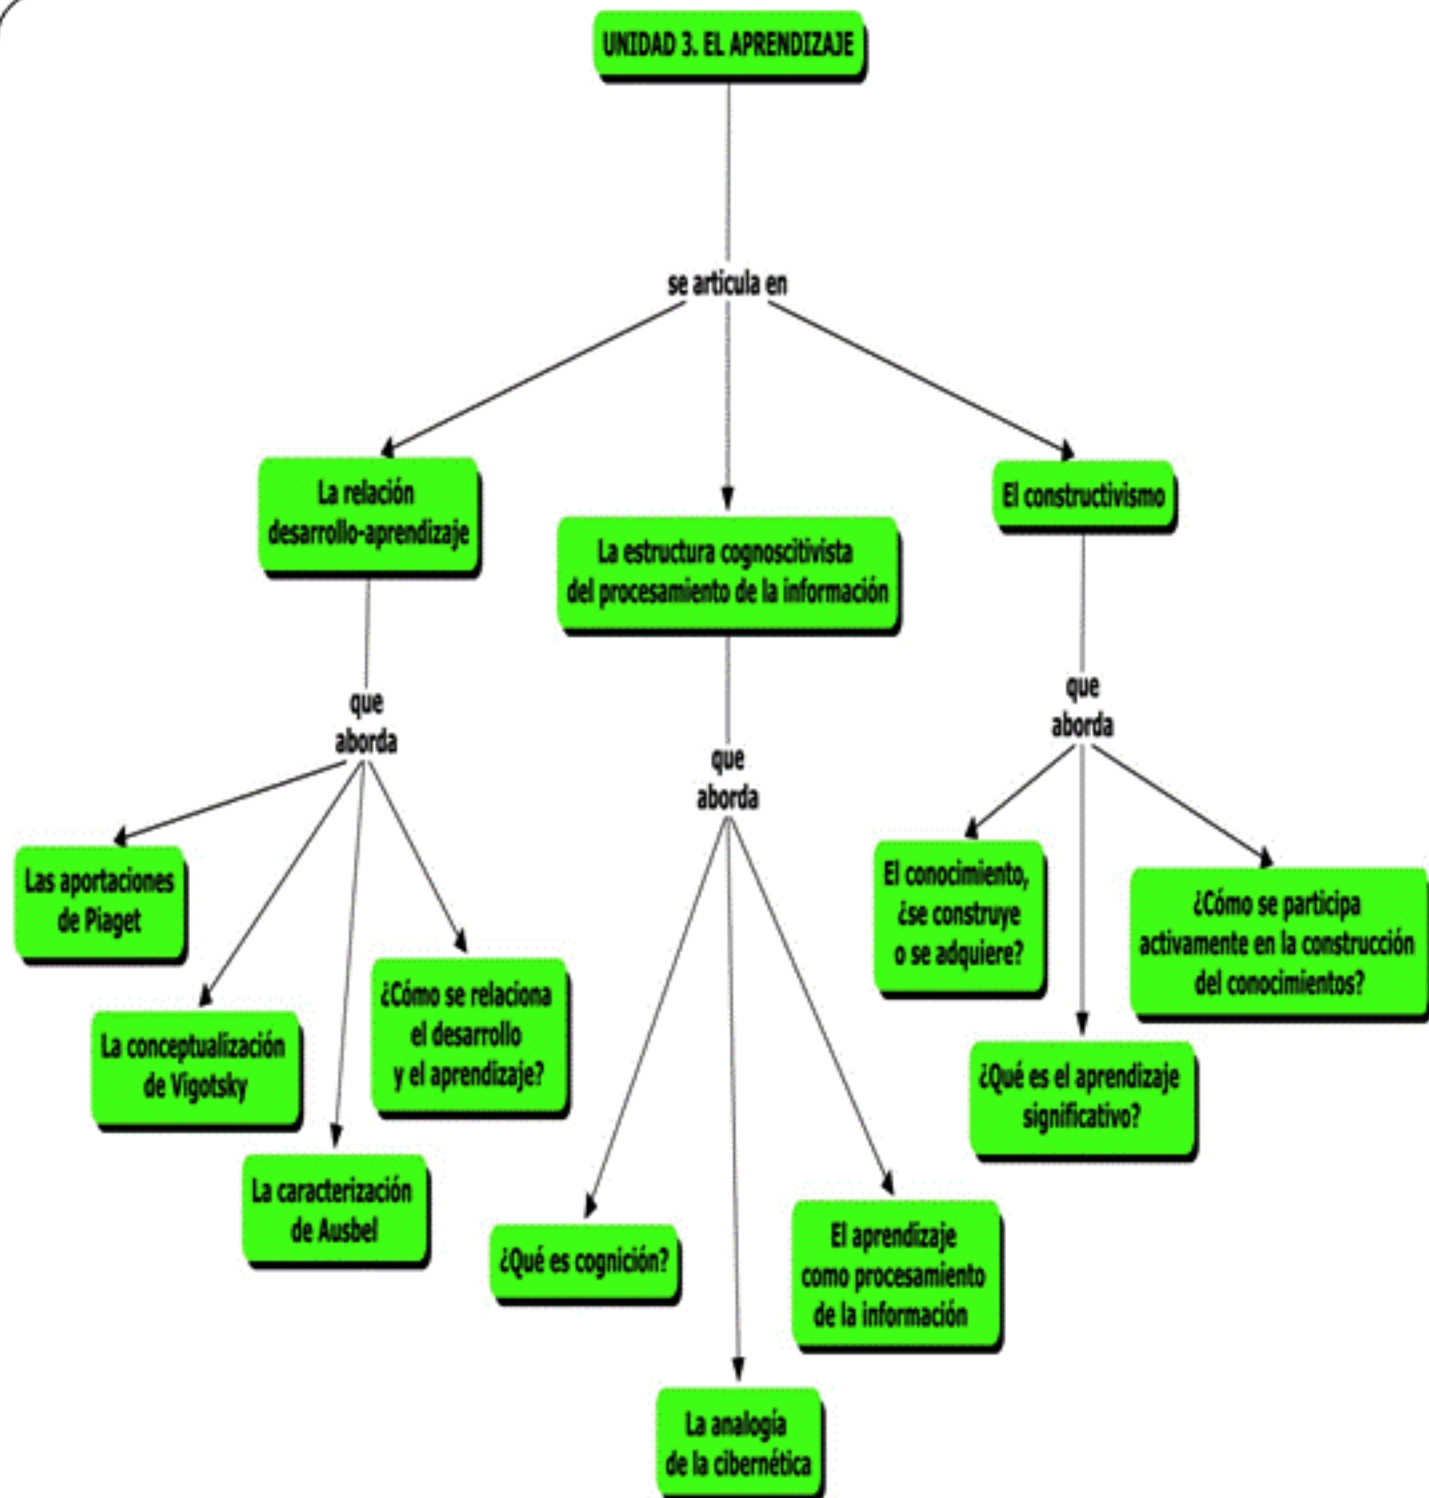 UNIDAD 3. EL APRENDIZAJE
se articula en
La relación
desarrollo-aprendizaje
La estructura cognoscitivista
del procesamiento de la información
El constructivismo
que
aborda
que
aborda
que
aborda
Las aportaciones
de Piaget
La conceptualización
de Vigotsky
La caracterización
de Ausbel
¿Cómo se relaciona
el desarrollo
y el aprendizaje?
¿Qué es cognición?
La analogía
de la cibernética
El aprendizaje
como procesamiento
de la información
El conocimiento,
¿se construye
o se adquiere?
¿Qué es el aprendizaje
significativo?
¿Cómo se participa
activamente en la construcción
del conocimientos?